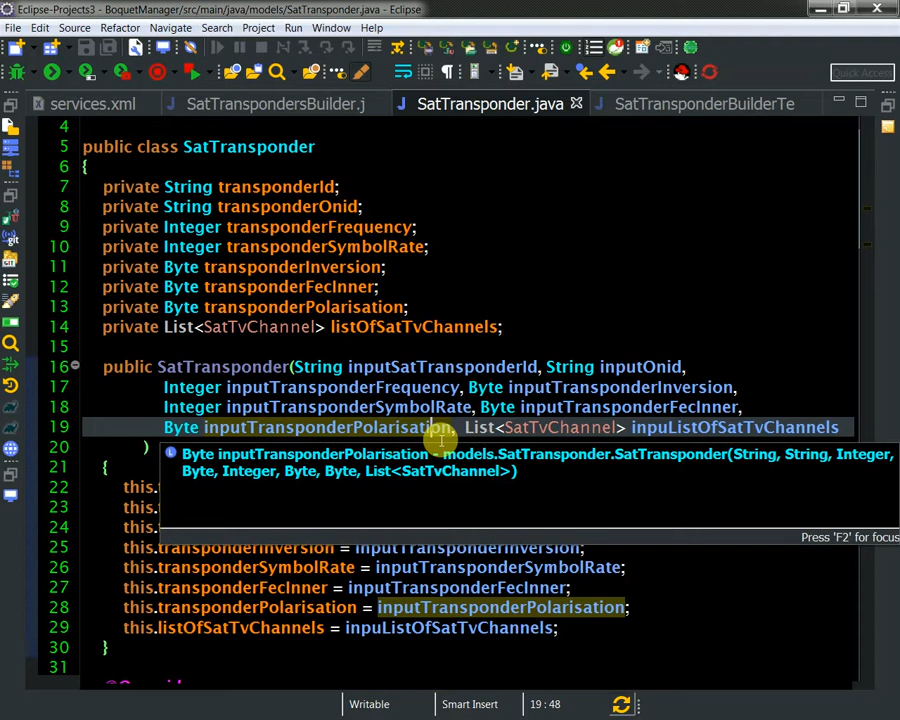 Eclipse-Projects3 - BoquetManager/src/main/java/models/SatTransponder.java - Eclipse
File Edit Source Refactor Navigate Search Project Run Window Help
Quick Access
services.xml SatTranspondersBuilder.j SatTransponder.java SatTransponderBuilderTe
4
5 public class SatTransponder
6 {
7 private String transponderId;
8 private String transponderOnid;
9 private Integer transponderFrequency;
10 private Integer transponderSymbolRate;
11 private Byte transponderInversion;
12 private Byte transponderFecInner;
13 private Byte transponderPolarisation;
14 private List<SatTvChannel> listOfSatTvChannels;
15
16 public SatTransponder(String inputSatTransponderId, String inputOnid,
17 Integer inputTransponderFrequency, Byte inputTransponderInversion,
18 Integer inputTransponderSymbolRate, Byte inputTransponderFecInner,
19 Byte inputTransponderPolarisation, List<SatTvChannel> inpuListOfSatTvChannels
20 )
Byte inputTransponderPolarisation - models.SatTransponder.SatTransponder(String, String, Integer,
21 {
Byte, Integer, Byte, Byte, List<SatTvChannel>)
22 this.
23 this.
24 this.
Press 'F2' for focus
25 this.transponderInversion = inputTransponderInversion;
26 this.transponderSymbolRate = inputTransponderSymbolRate;
27 this.transponderFecInner = inputTransponderFecInner;
28 this.transponderPolarisation = inputTransponderPolarisation;
29 this.listOfSatTvChannels = inpuListOfSatTvChannels;
30 }
31
Writable Smart Insert 19 : 48